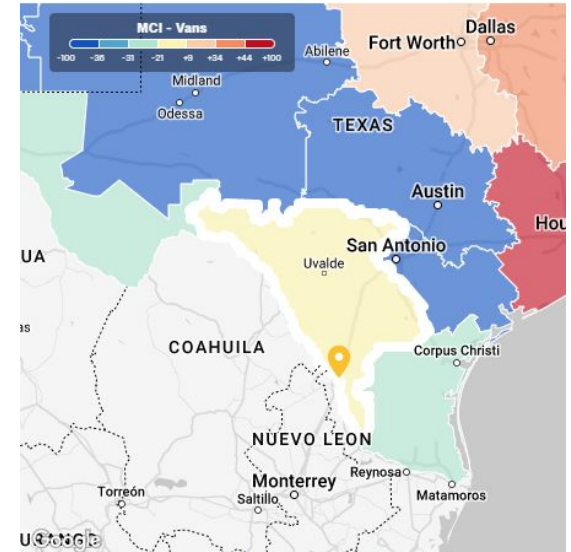 MCI - Vans
-100 -36 -31 -21 +9 +34 +44 +100
Dallas
Fort Worth
Abilene
Midland
Odessa
TEXAS
Austin
Hou
San Antonio
UA
Uvalde
as
COAHUILA
Corpus Christi
NUEVO LEON
Monterrey
Reynosa
Torreón
Saltillo
Matamoros
Google